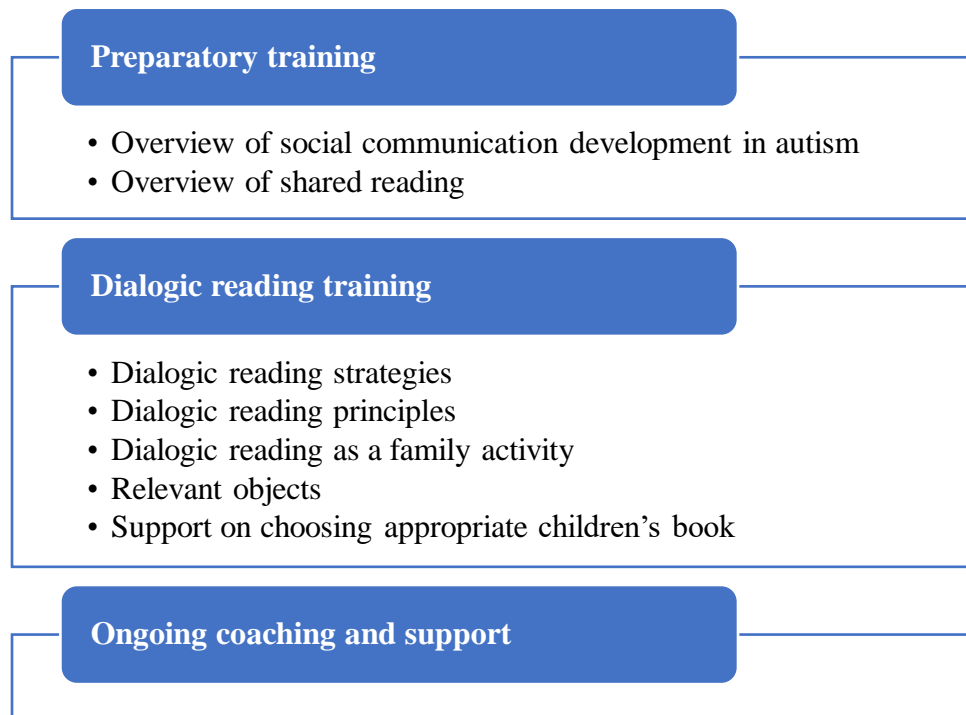 Preparatory training
• Overview of social communication development in autism
• Overview of shared reading
Dialogic reading training
• Dialogic reading strategies
• Dialogic reading principles
• Dialogic reading as a family activity
• Relevant objects
• Support on choosing appropriate children’s book
Ongoing coaching and support